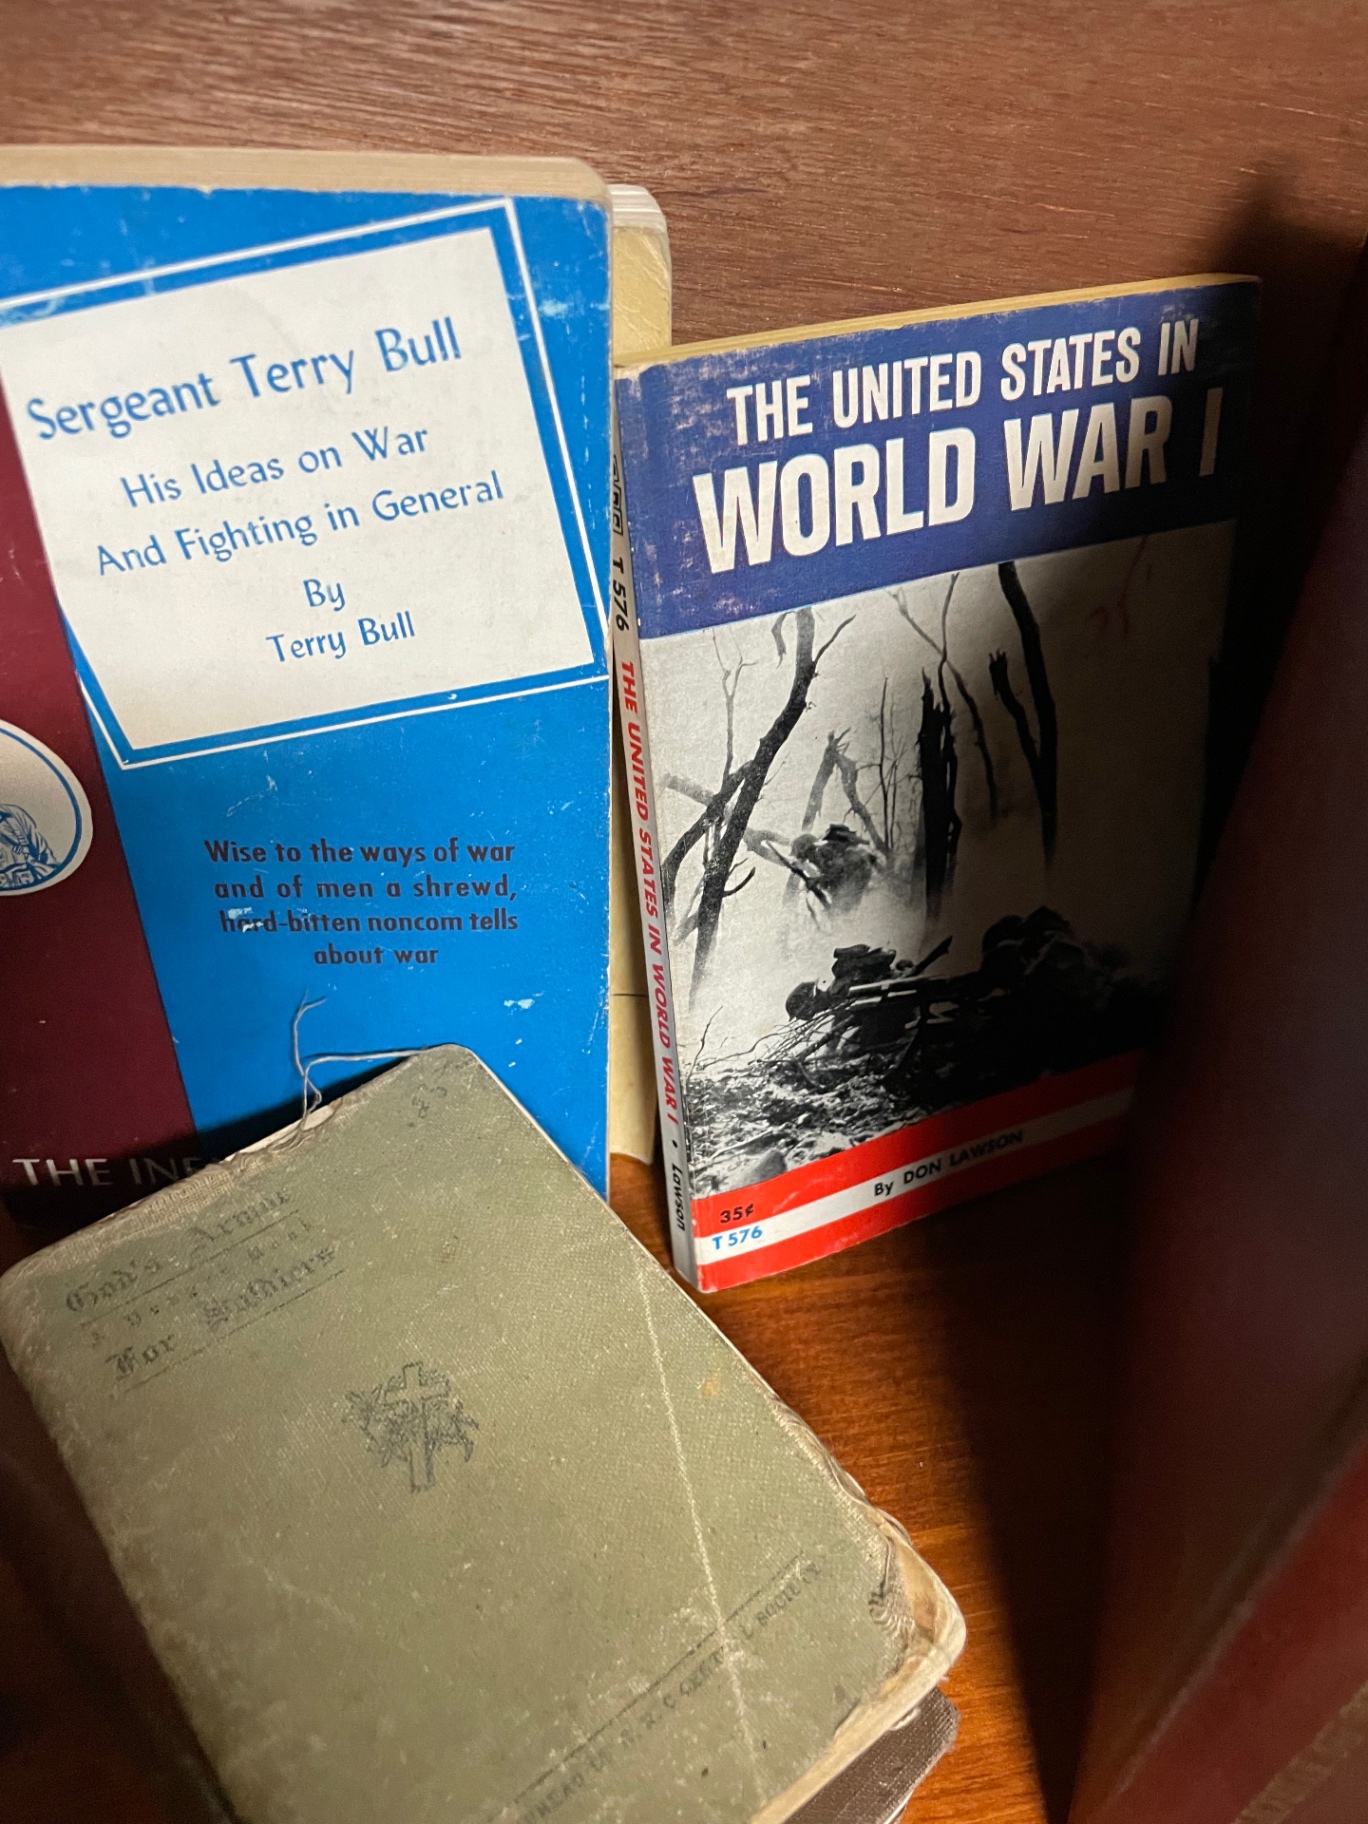 Sergeant Terry Bull
His Ideas on War
And Fighting in General
By
Terry Bull
Wise to the ways of war
and of men a shrewd,
hard-bitten noncom tells
about war
THE
THE UNITED STATES IN
WORLD WAR I
35¢
T 576
By DON LAWSON
T 576 THE UNITED STATES IN WORLD WAR I • Lawson
God's Armor
For Soldiers
SOCIETY